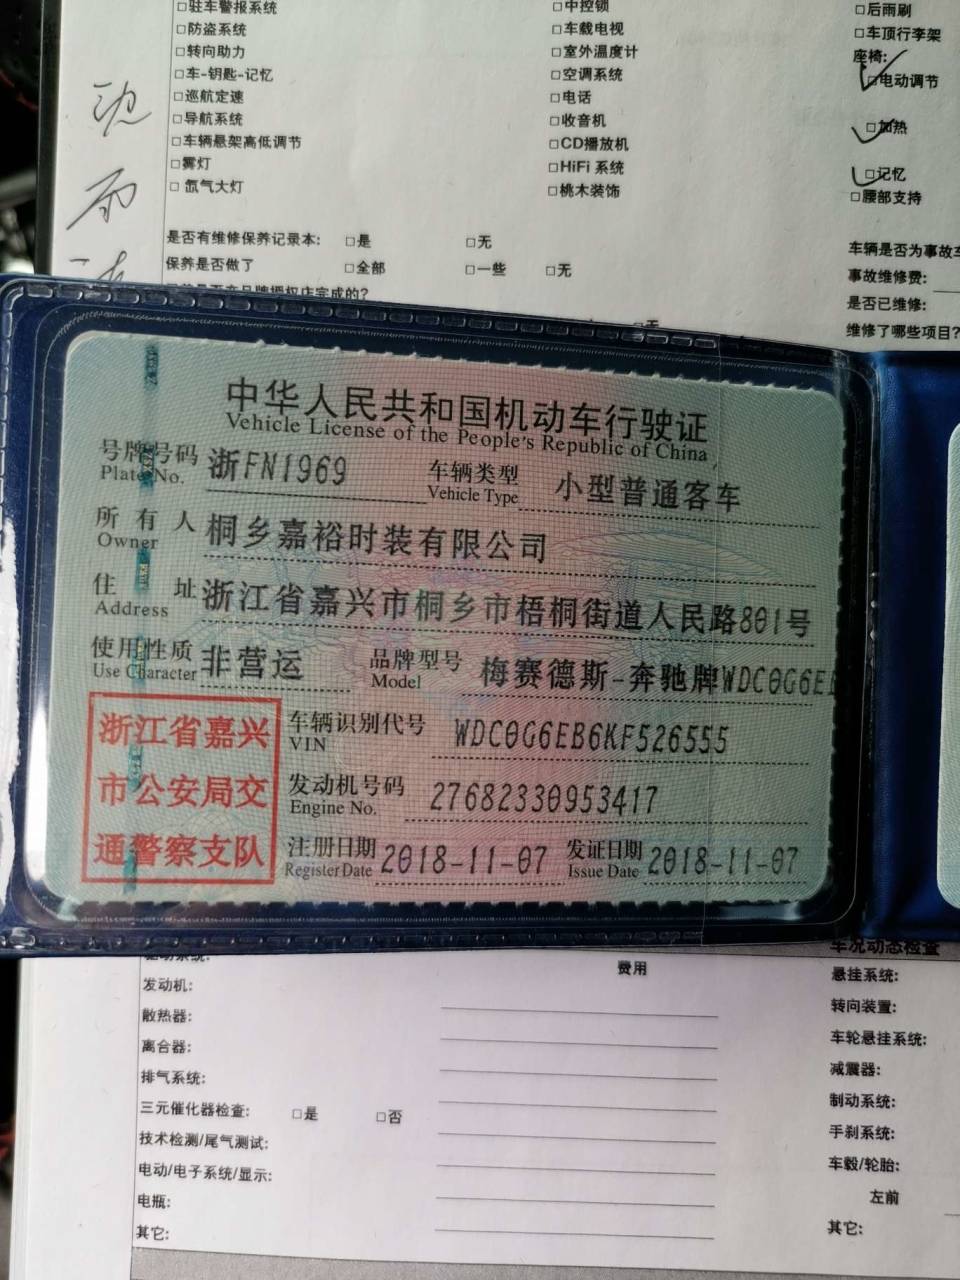 □驻车警报系统 □中控锁 □后雨刷
□防盗系统 □车载电视 □车顶行李架
□转向助力 □室外温度计 座椅:
□车-钥匙-记忆 □空调系统 □电动调节
□巡航定速 □电话
□导航系统 □收音机 □加热
□车辆悬架高低调节 □CD播放机
□雾灯 □HiFi 系统 □记忆
□氙气大灯 □桃木装饰 □腰部支持
是否有维修保养记录本: □是 □无
保养是否做了 □全部 □一些 □无
车辆是否为事故车
事故维修费:
是否已维修:
维修了哪些项目?
中华人民共和国机动车行驶证
Vehicle License of the People's Republic of China
号牌号码 浙FN1969 车辆类型 小型普通客车
Plate No. Vehicle Type
所有人 桐乡嘉裕时装有限公司
Owner
住址 浙江省嘉兴市桐乡市梧桐街道人民路801号
Address
使用性质 非营运 品牌型号 梅赛德斯-奔驰牌WDC0G6E
Use Character Model
浙江省嘉兴
市公安局交
通警察支队
车辆识别代号 WDC0G6EB6KF526555
VIN
发动机号码 27682330953417
Engine No.
注册日期 2018-11-07 发证日期 2018-11-07
Register Date Issue Date
费用 车况动态检查
发动机: 悬挂系统:
散热器: 转向装置:
离合器: 车轮悬挂系统:
排气系统: 减震器:
三元催化器检查: □是 □否 制动系统:
技术检测/尾气测试: 手刹系统:
电动/电子系统/显示: 车毂/轮胎:
电瓶: 左前
其它: 其它: